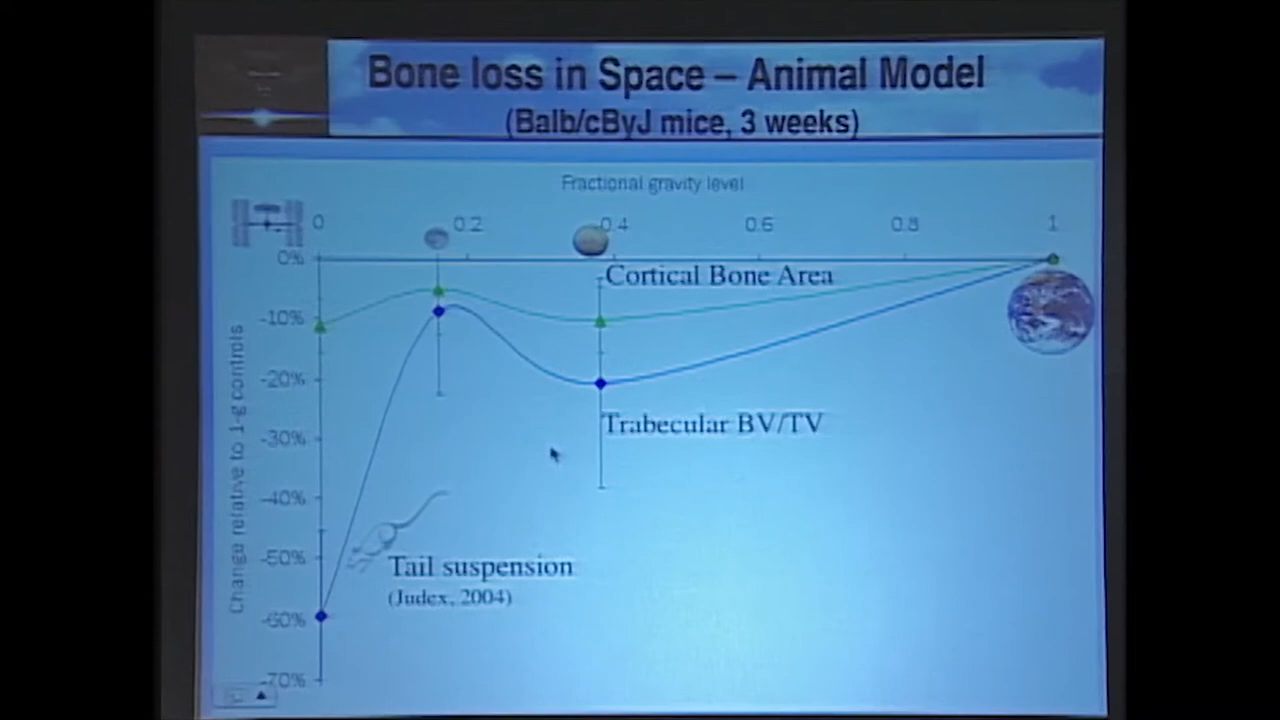 Bone loss in Space – Animal Model
(Balb/cByJ mice, 3 weeks)
Fractional gravity level
0 0.2 0.4 0.6 0.8 1
0%
Cortical Bone Area
-10%
-20%
Trabecular BV/TV
-30%
-40%
-50%
Tail suspension
(Judex, 2004)
-60%
-70%
Change relative to 1-g controls